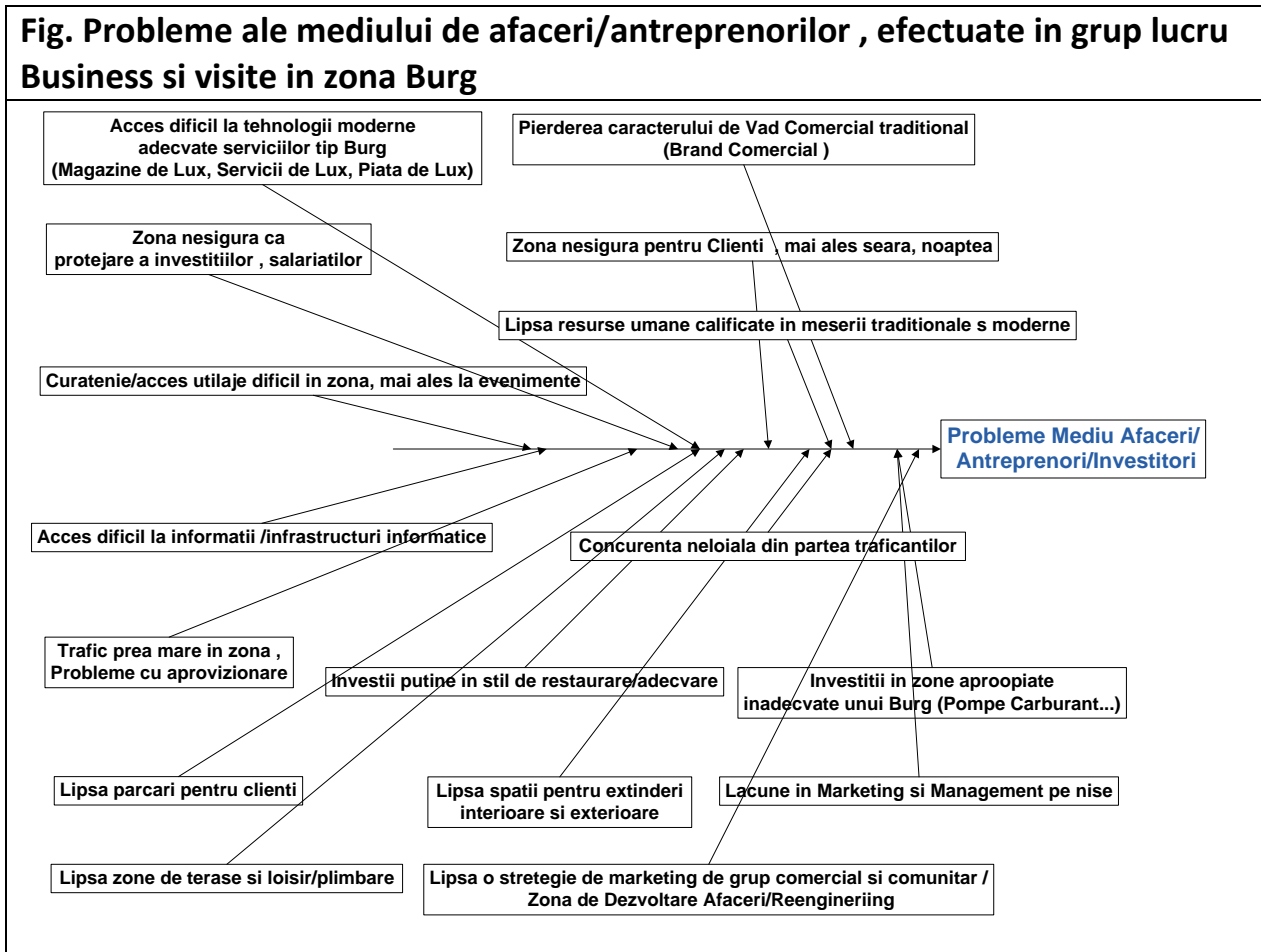 Fig. Probleme ale mediului de afaceri/antreprenorilor , efectuate in grup lucru
Business si visite in zona Burg
Acces dificil la tehnologii moderne
adecvate serviciilor tip Burg
(Magazine de Lux, Servicii de Lux, Piata de Lux)
Pierderea caracterului de Vad Comercial traditional
(Brand Comercial )
Zona nesigura ca
protejare a investitiilor , salariatilor
Zona nesigura pentru Clienti , mai ales seara, noaptea
Lipsa resurse umane calificate in meserii traditionale s moderne
Curatenie/acces utilaje dificil in zona, mai ales la evenimente
Probleme Mediu Afaceri/
Antreprenori/Investitori
Acces dificil la informatii /infrastructuri informatice
Concurenta neloiala din partea traficantilor
Trafic prea mare in zona ,
Probleme cu aprovizionare
Investii putine in stil de restaurare/adecvare
Investitii in zone aproopiate
inadecvate unui Burg (Pompe Carburant...)
Lipsa parcari pentru clienti
Lipsa spatii pentru extinderi
interioare si exterioare
Lacune in Marketing si Management pe nise
Lipsa zone de terase si loisir/plimbare
Lipsa o stretegie de marketing de grup comercial si comunitar /
Zona de Dezvoltare Afaceri/Reengineriing